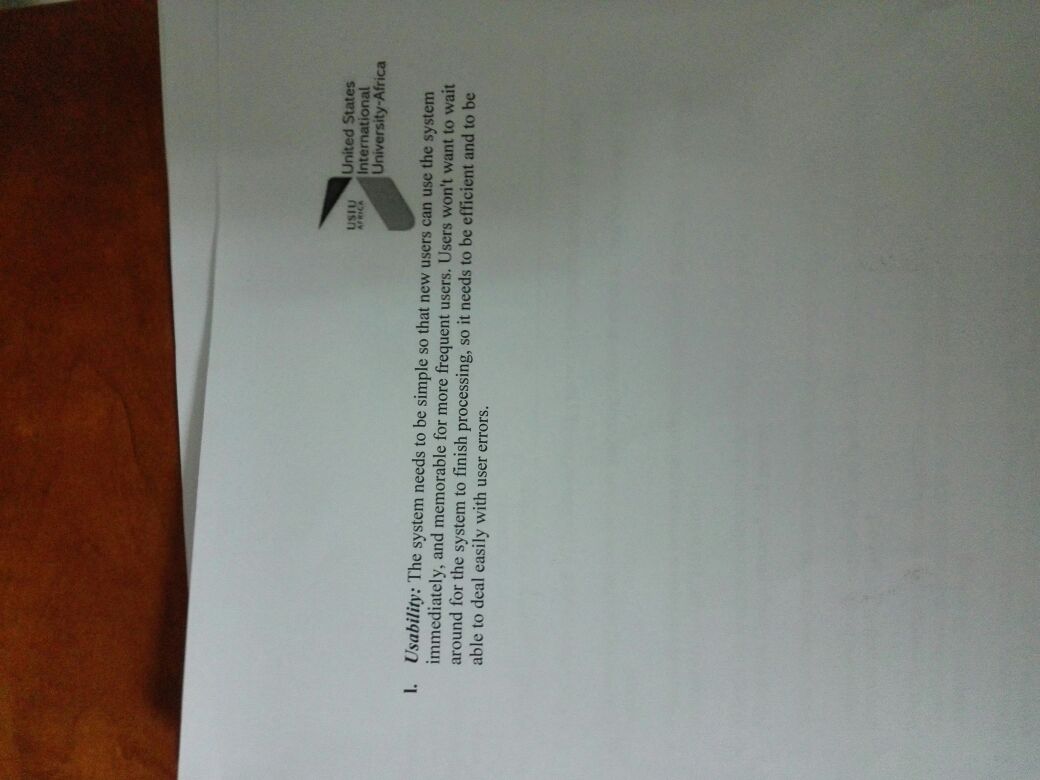 USIU
AFRICA
United States
International
University-Africa
l. Usability: The system needs to be simple so that new users can use the system
immediately, and memorable for more frequent users. Users won't want to wait
around for the system to finish processing, so it needs to be efficient and to be
able to deal easily with user errors.